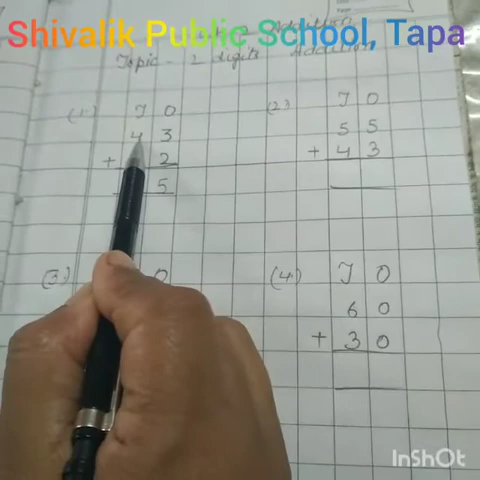 Shivalik Public School, Tapa
Addition
Topic - 2 digits Addition
(1) T O
4 3
+ 2
5
(2) T O
5 5
+ 4 3
(3) O
(4) T O
6 0
+ 3 0
InShOt